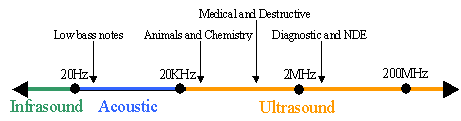 Medical and Destructive
Low bass notes
Animals and Chemistry
Diagnostic and NDE
20Hz
20KHz
2MHz
200MHz
Infrasound
Acoustic
Ultrasound